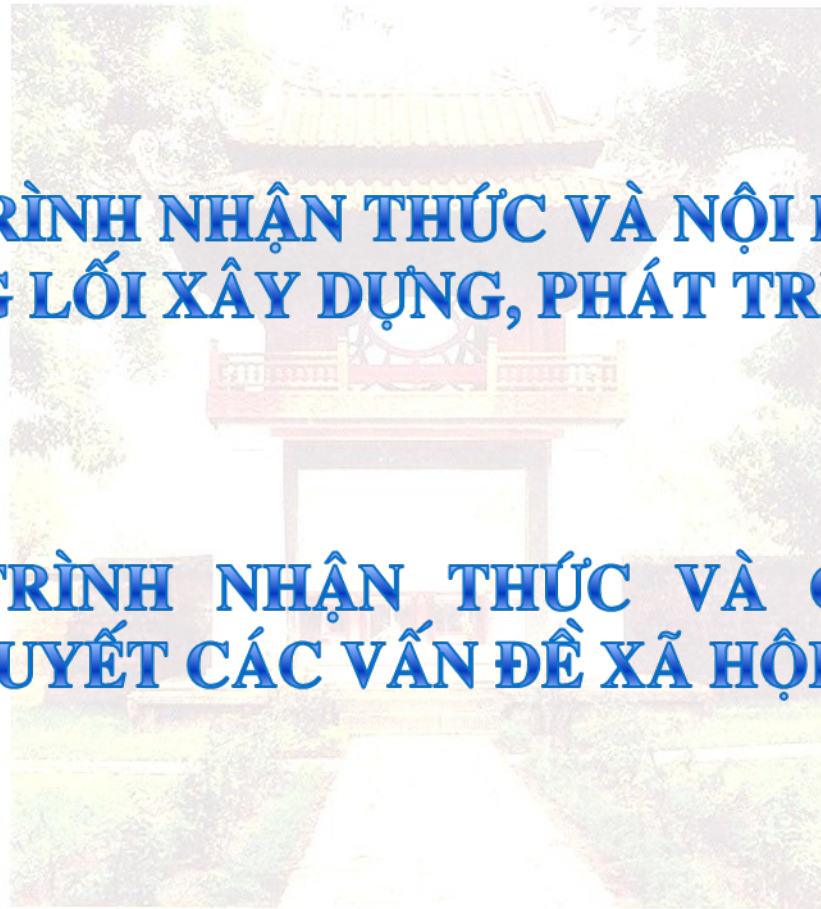 RÌNH NHẬN THỨC VÀ NỘI
G LỐI XÂY DỰNG, PHÁT TR
TRÌNH NHẬN THỨC VÀ G
UYẾT CÁC VẤN ĐỀ XÃ HỘI